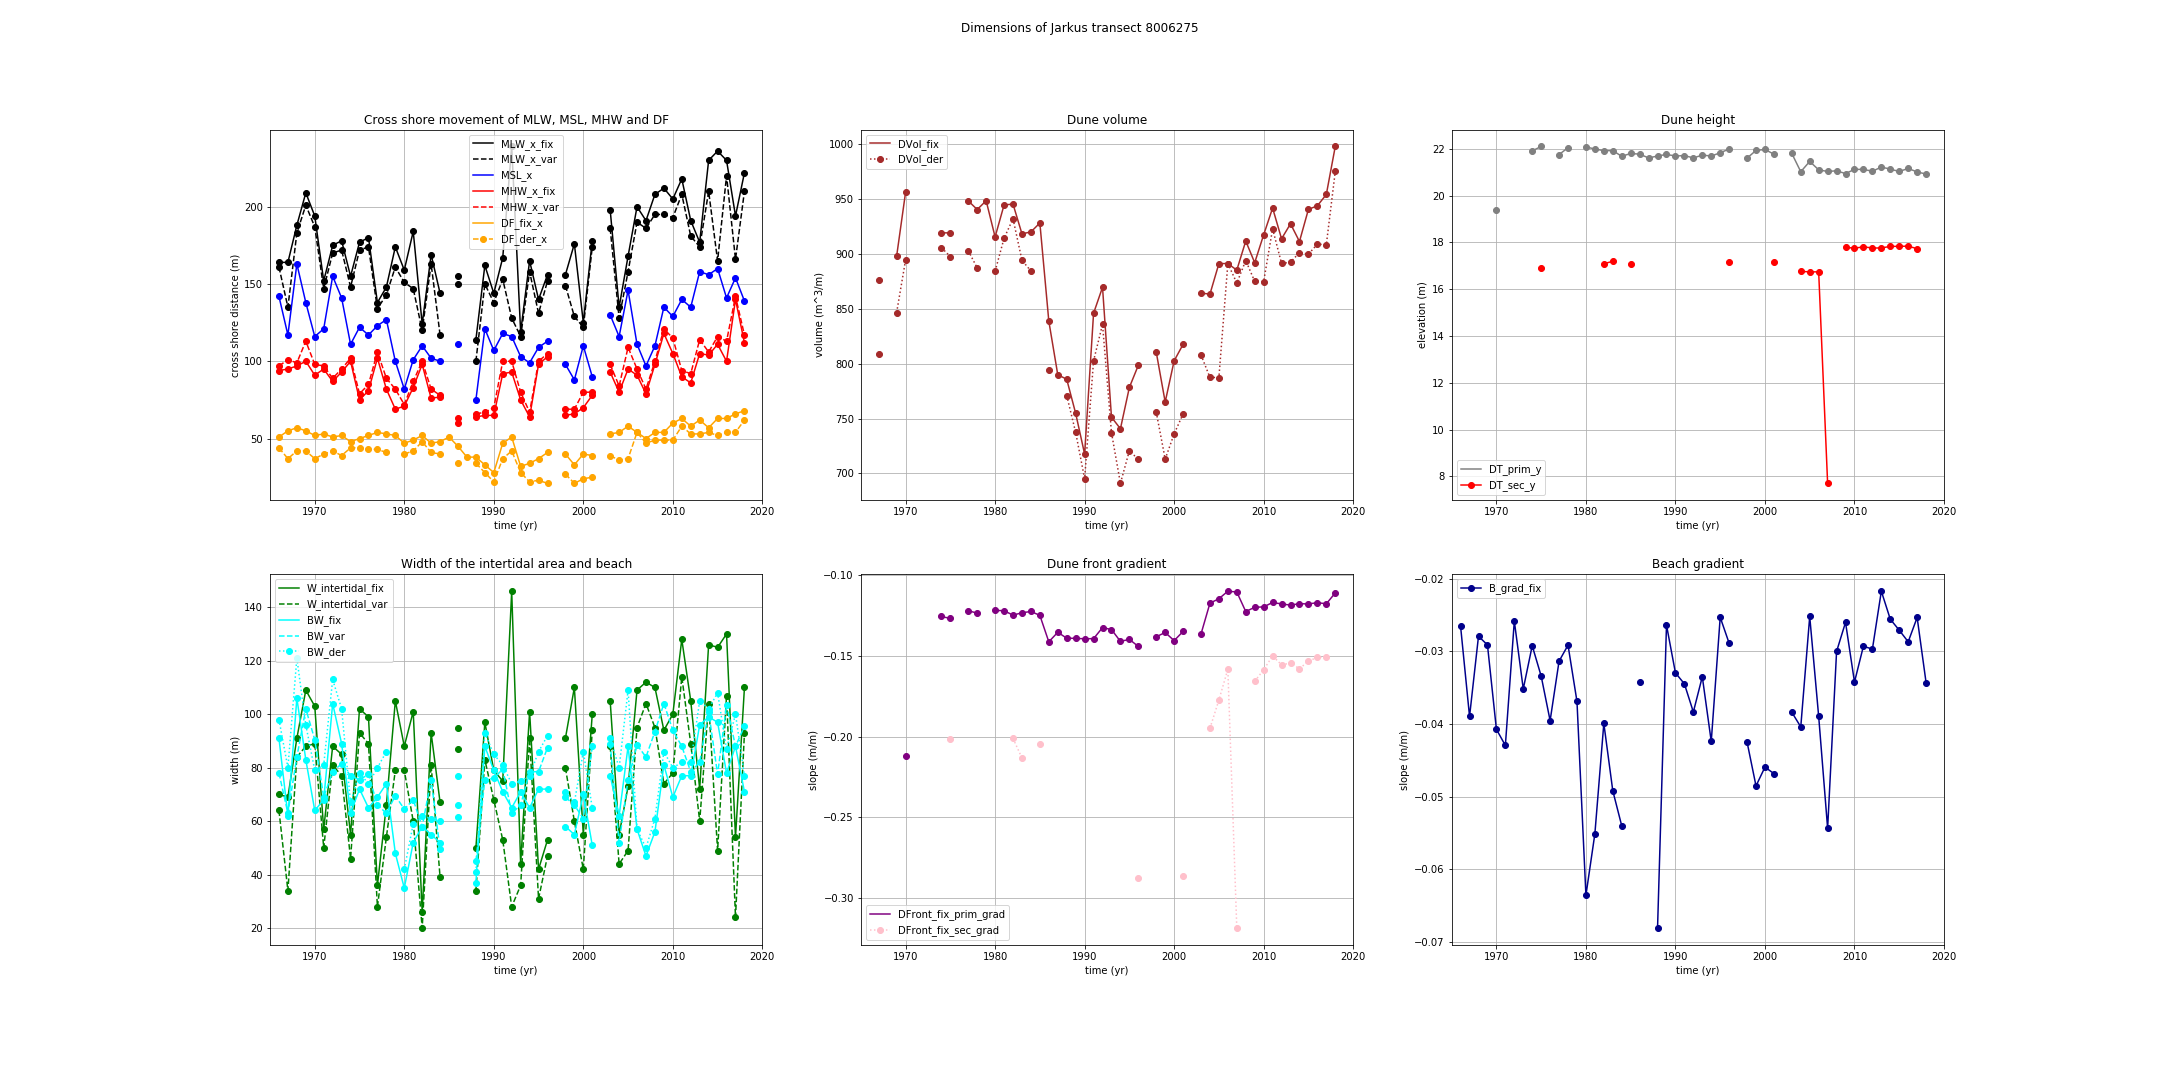 Dimensions of Jarkus transect 8006275
Cross shore movement of MLW, MSL, MHW and DF
cross shore distance (m)
200
150
100
50
MLW_x_fix
MLW_x_var
MSL_x
MHW_x_fix
MHW_x_var
DF_fix_x
DF_der_x
1970 1980 1990 2000 2010 2020
time (yr)
Dune volume
volume (m^3/m)
1000
950
900
850
800
750
700
DVol_fix
DVol_der
1970 1980 1990 2000 2010 2020
time (yr)
Dune height
elevation (m)
22
20
18
16
14
12
10
8
DT_prim_y
DT_sec_y
1970 1980 1990 2000 2010 2020
time (yr)
Width of the intertidal area and beach
width (m)
140
120
100
80
60
40
20
W_intertidal_fix
W_intertidal_var
BW_fix
BW_var
BW_der
1970 1980 1990 2000 2010 2020
time (yr)
Dune front gradient
slope (m/m)
−0.10
−0.15
−0.20
−0.25
−0.30
DFront_fix_prim_grad
DFront_fix_sec_grad
1970 1980 1990 2000 2010 2020
time (yr)
Beach gradient
slope (m/m)
−0.02
−0.03
−0.04
−0.05
−0.06
−0.07
B_grad_fix
1970 1980 1990 2000 2010 2020
time (yr)